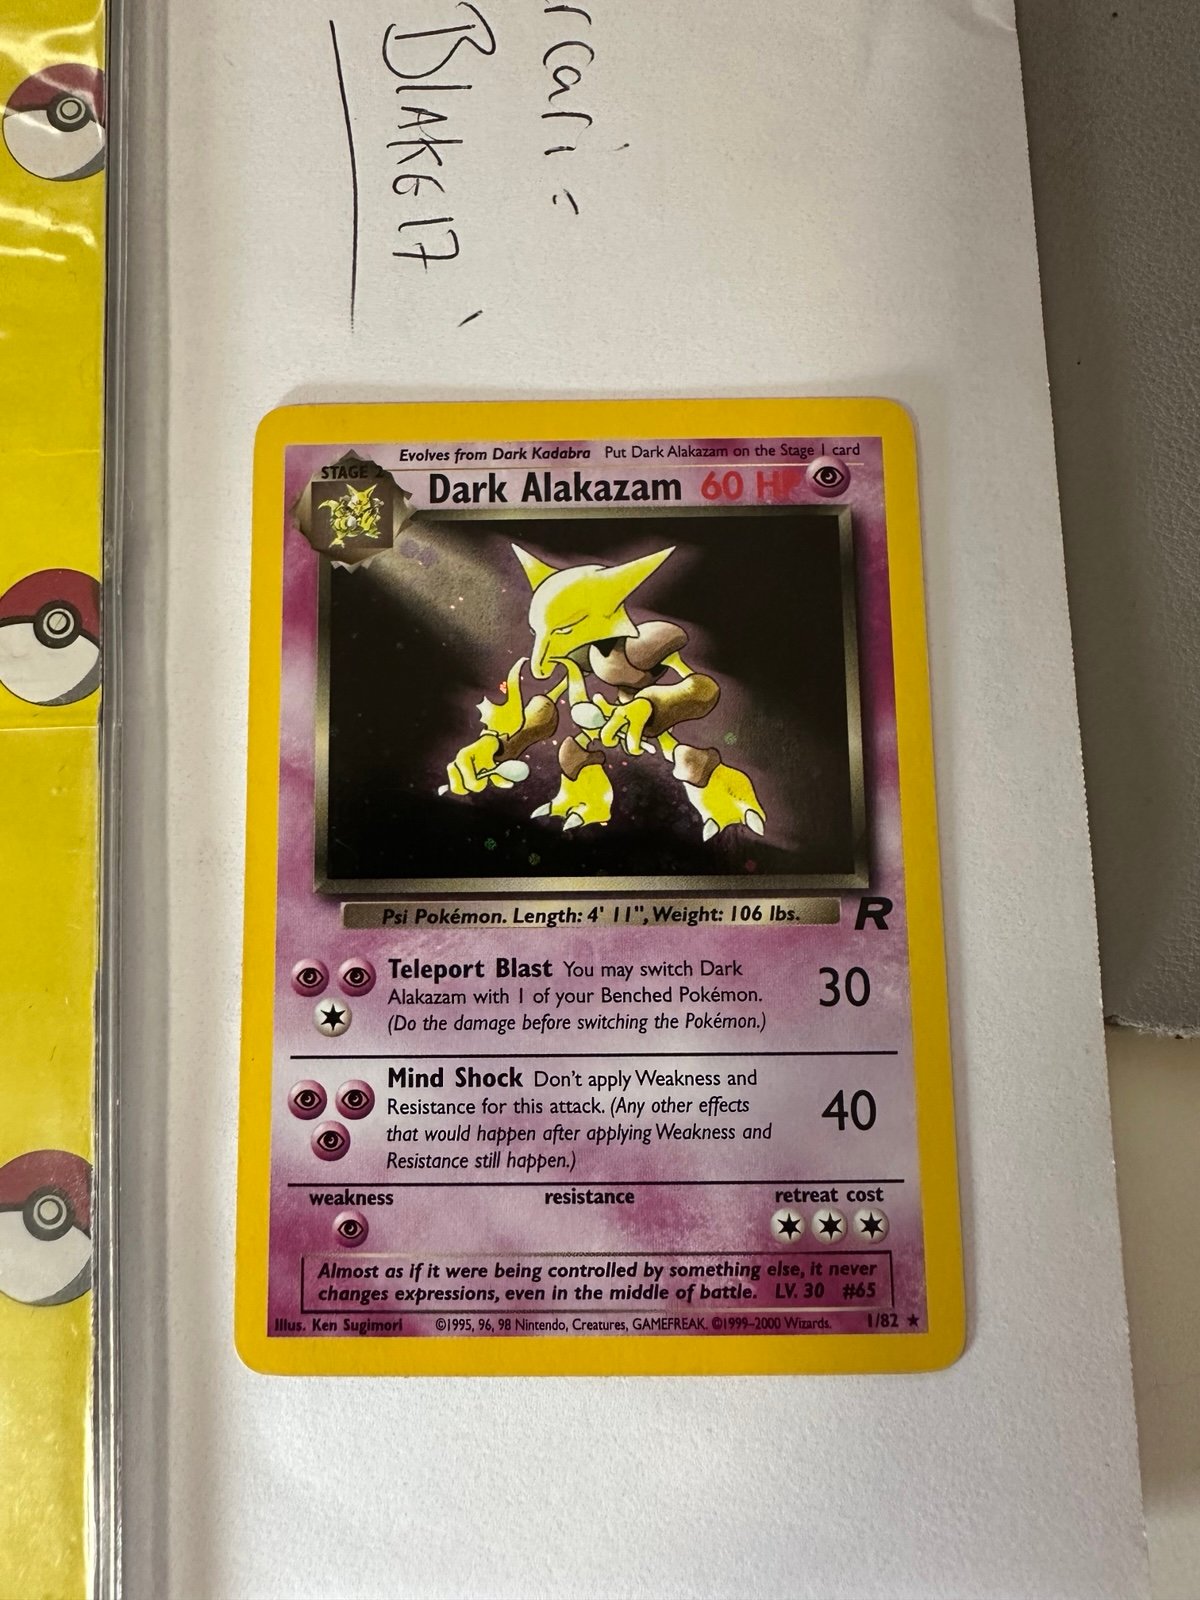 rcari:
BLAKE17
Evolves from Dark Kadabra Put Dark Alakazam on the Stage 1 card
STAGE 2
Dark Alakazam 60 HP
Psi Pokémon. Length: 4' 11", Weight: 106 lbs.
R
Teleport Blast You may switch Dark
Alakazam with 1 of your Benched Pokémon.
(Do the damage before switching the Pokémon.)
30
Mind Shock Don't apply Weakness and
Resistance for this attack. (Any other effects
that would happen after applying Weakness and
Resistance still happen.)
40
weakness resistance retreat cost
Almost as if it were being controlled by something else, it never
changes expressions, even in the middle of battle. LV. 30 #65
Illus. Ken Sugimori ©1995, 96, 98 Nintendo, Creatures, GAMEFREAK. ©1999–2000 Wizards. 1/82 ★